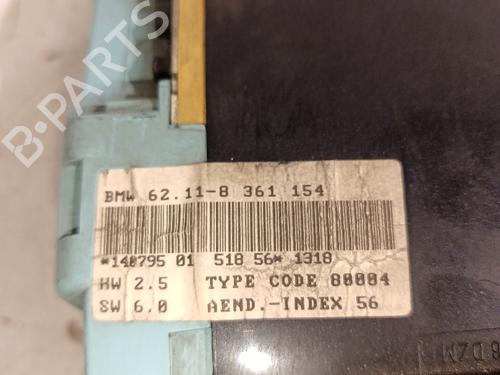 B-PARTS
BMW 62.11-8 361 154
*140795 01 518 56* 1318
HW 2.5 TYPE CODE 80004
SW 6.0 AEND.-INDEX 56